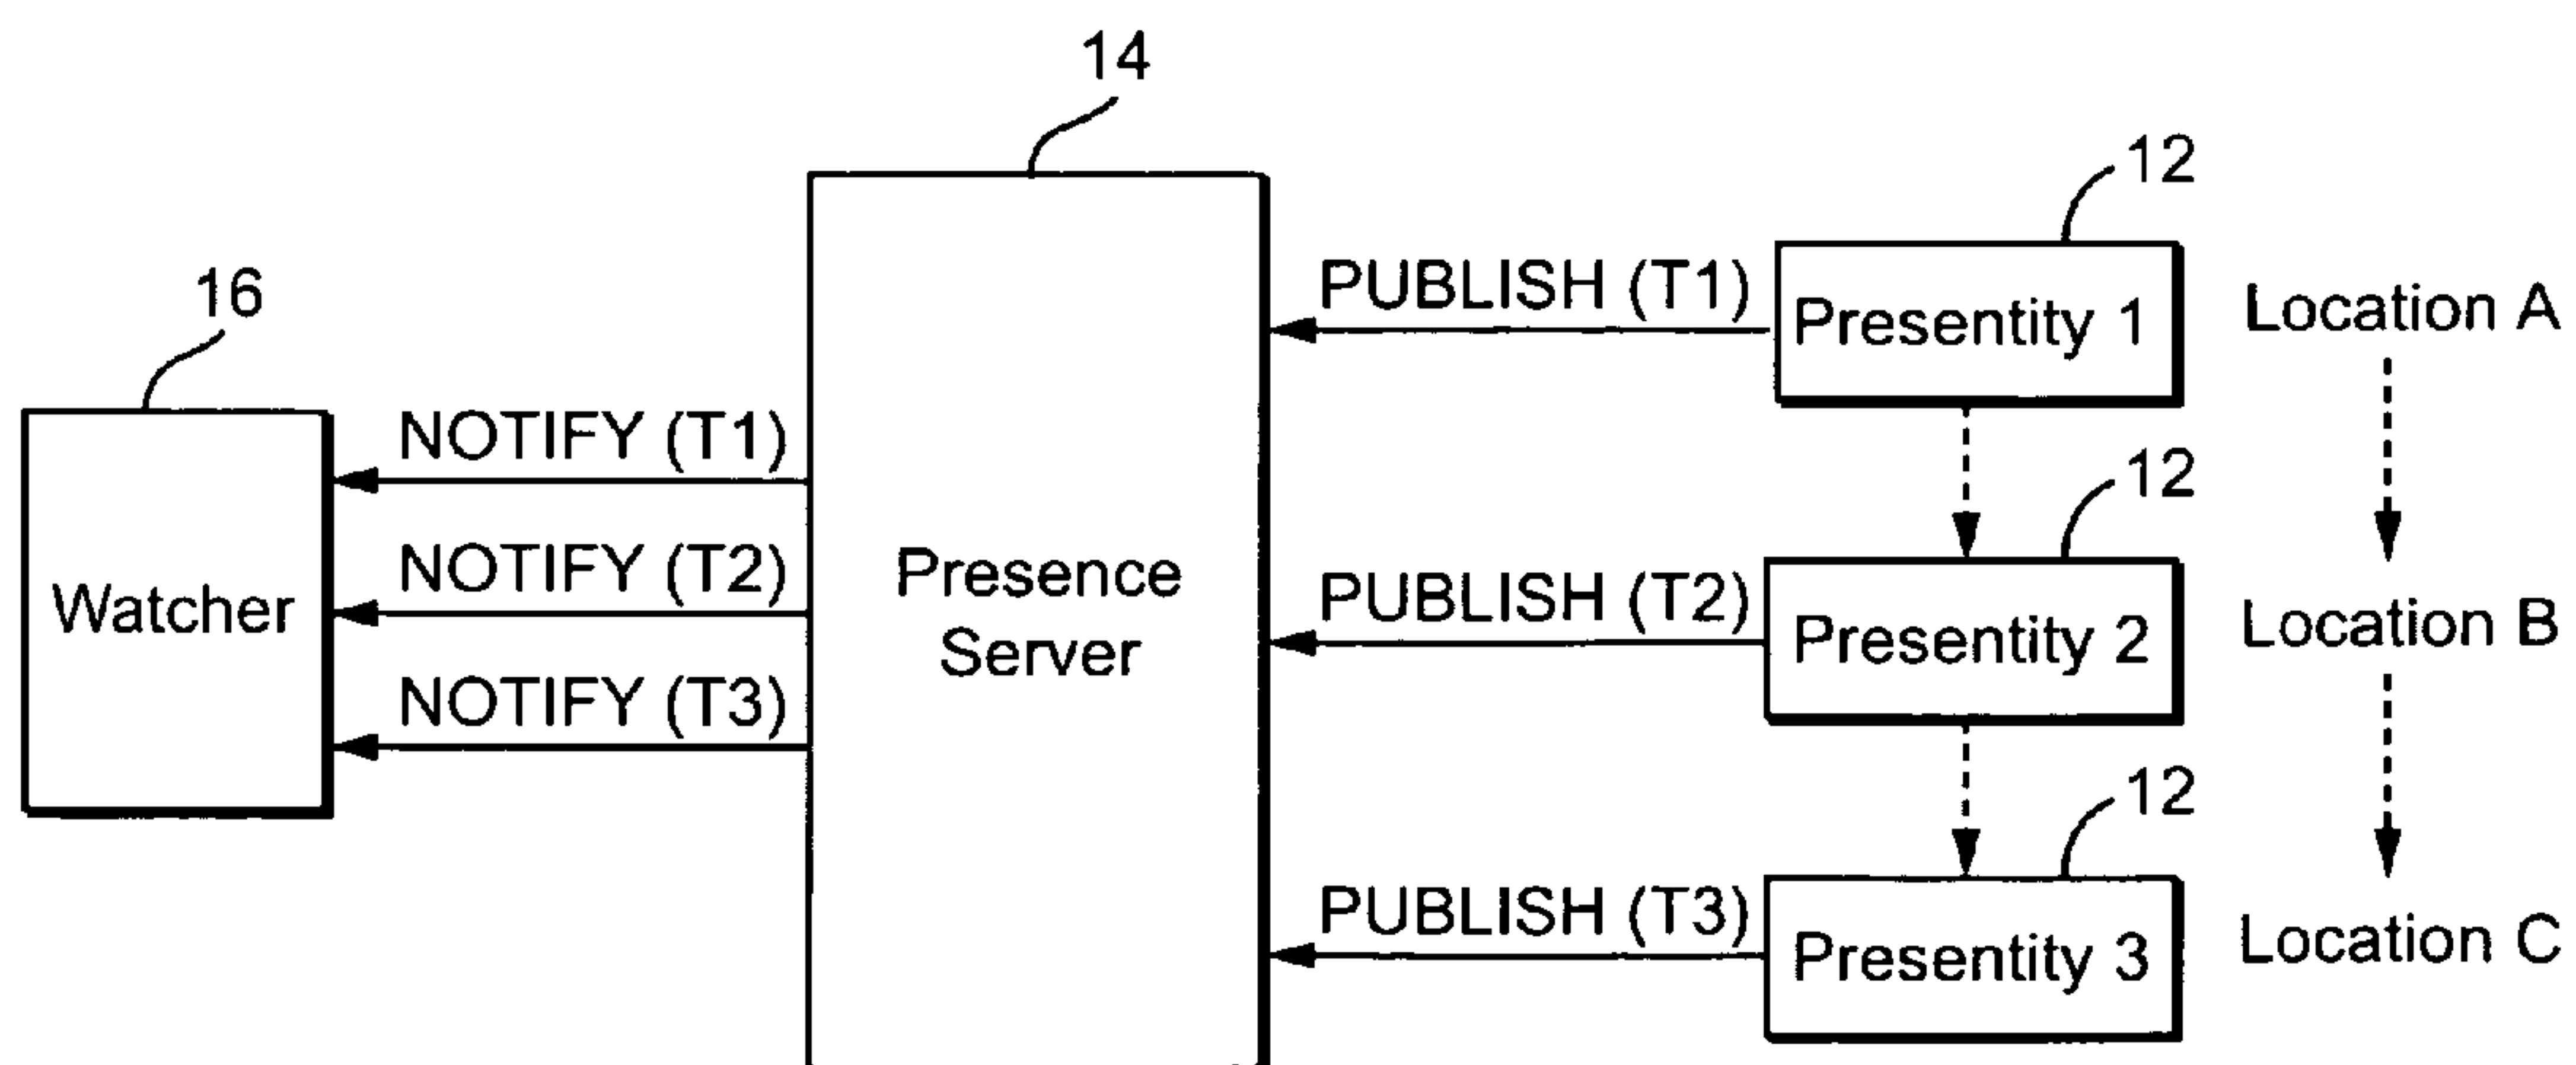 14
12
PUBLISH (T1)
Presentity 1
Location A
16
NOTIFY (T1)
12
NOTIFY (T2)
Watcher
Presence
Server
PUBLISH (T2)
Presentity 2
Location B
NOTIFY (T3)
12
PUBLISH (T3)
Presentity 3
Location C